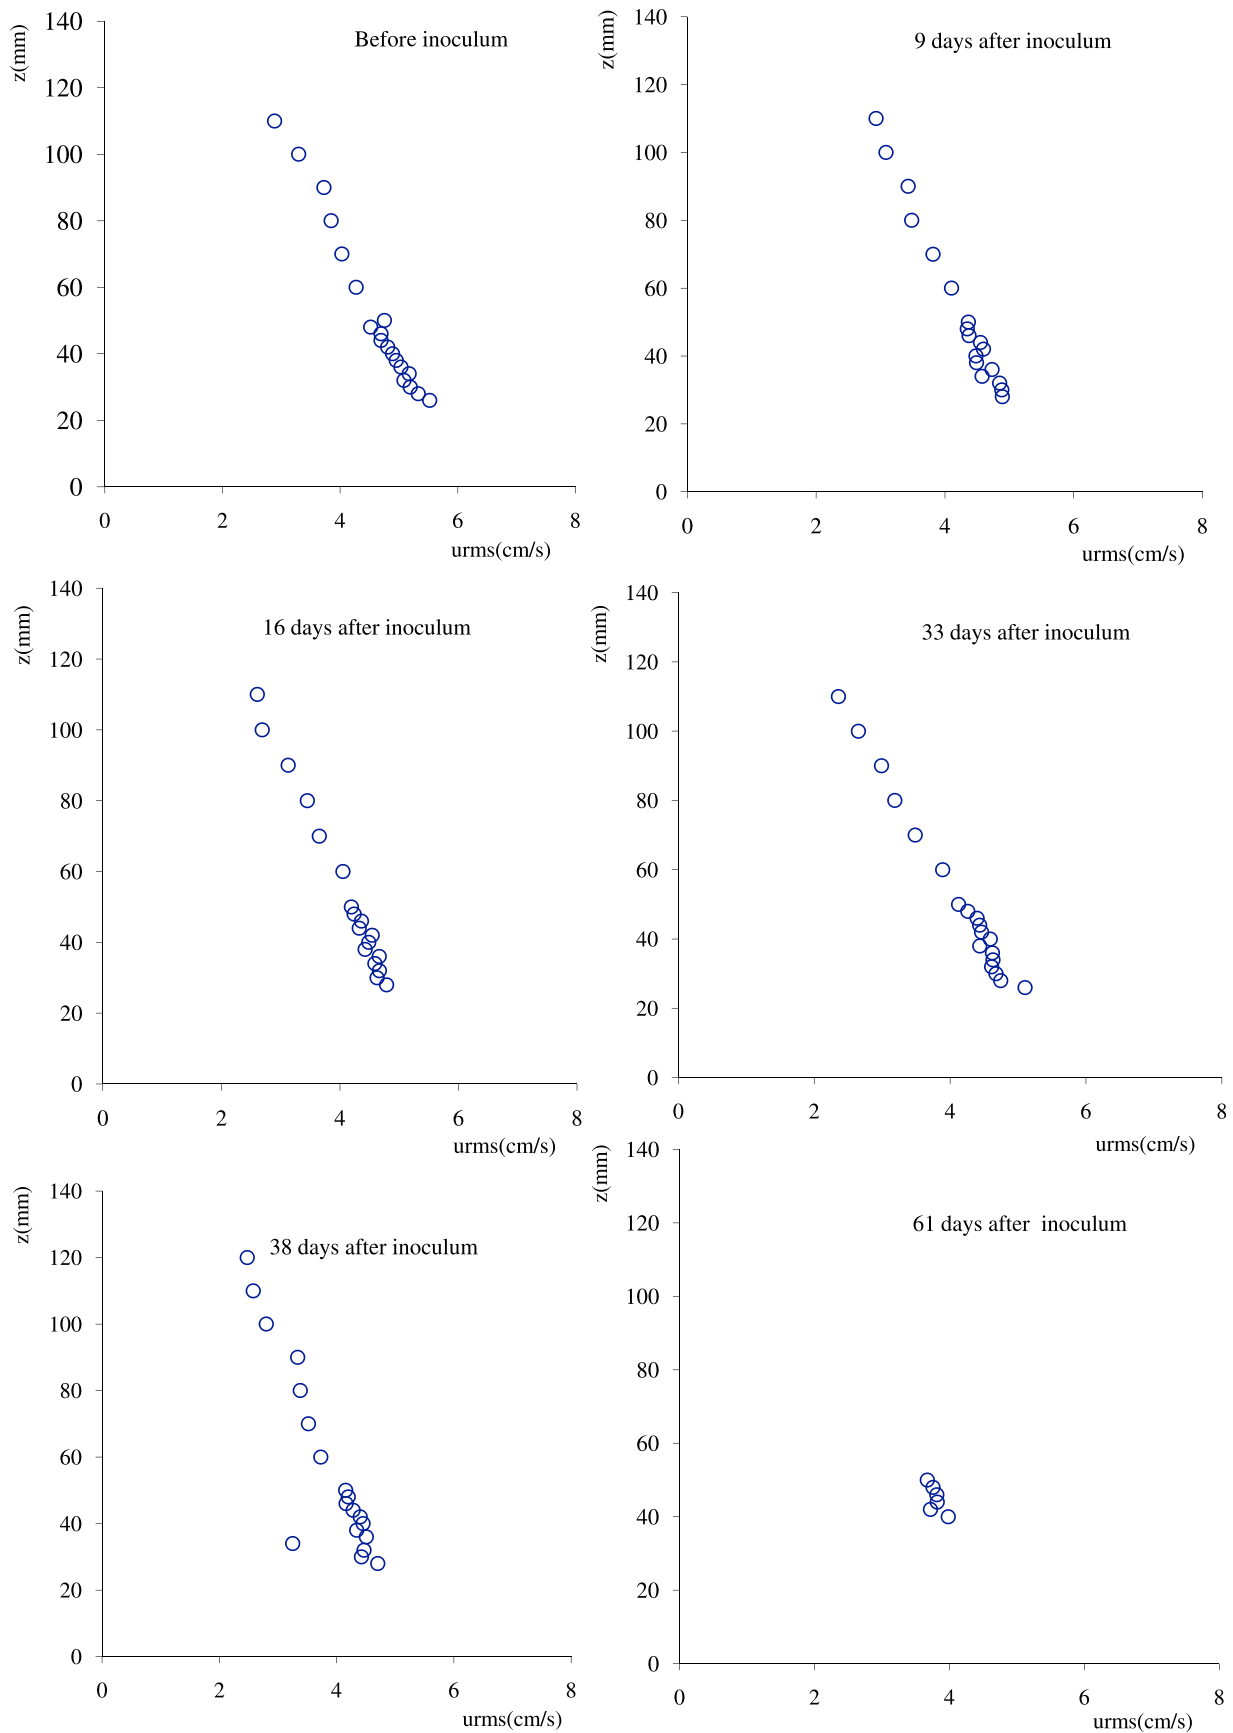 Before inoculum
z(mm)
140
120
100
80
60
40
20
0
0 2 4 6 8
urms(cm/s)
9 days after inoculum
z(mm)
140
120
100
80
60
40
20
0
0 2 4 6 8
urms(cm/s)
16 days after inoculum
z(mm)
140
120
100
80
60
40
20
0
0 2 4 6 8
urms(cm/s)
33 days after inoculum
z(mm)
140
120
100
80
60
40
20
0
0 2 4 6 8
urms(cm/s)
38 days after inoculum
z(mm)
140
120
100
80
60
40
20
0
0 2 4 6 8
urms(cm/s)
61 days after  inoculum
z(mm)
140
120
100
80
60
40
20
0
0 2 4 6 8
urms(cm/s)